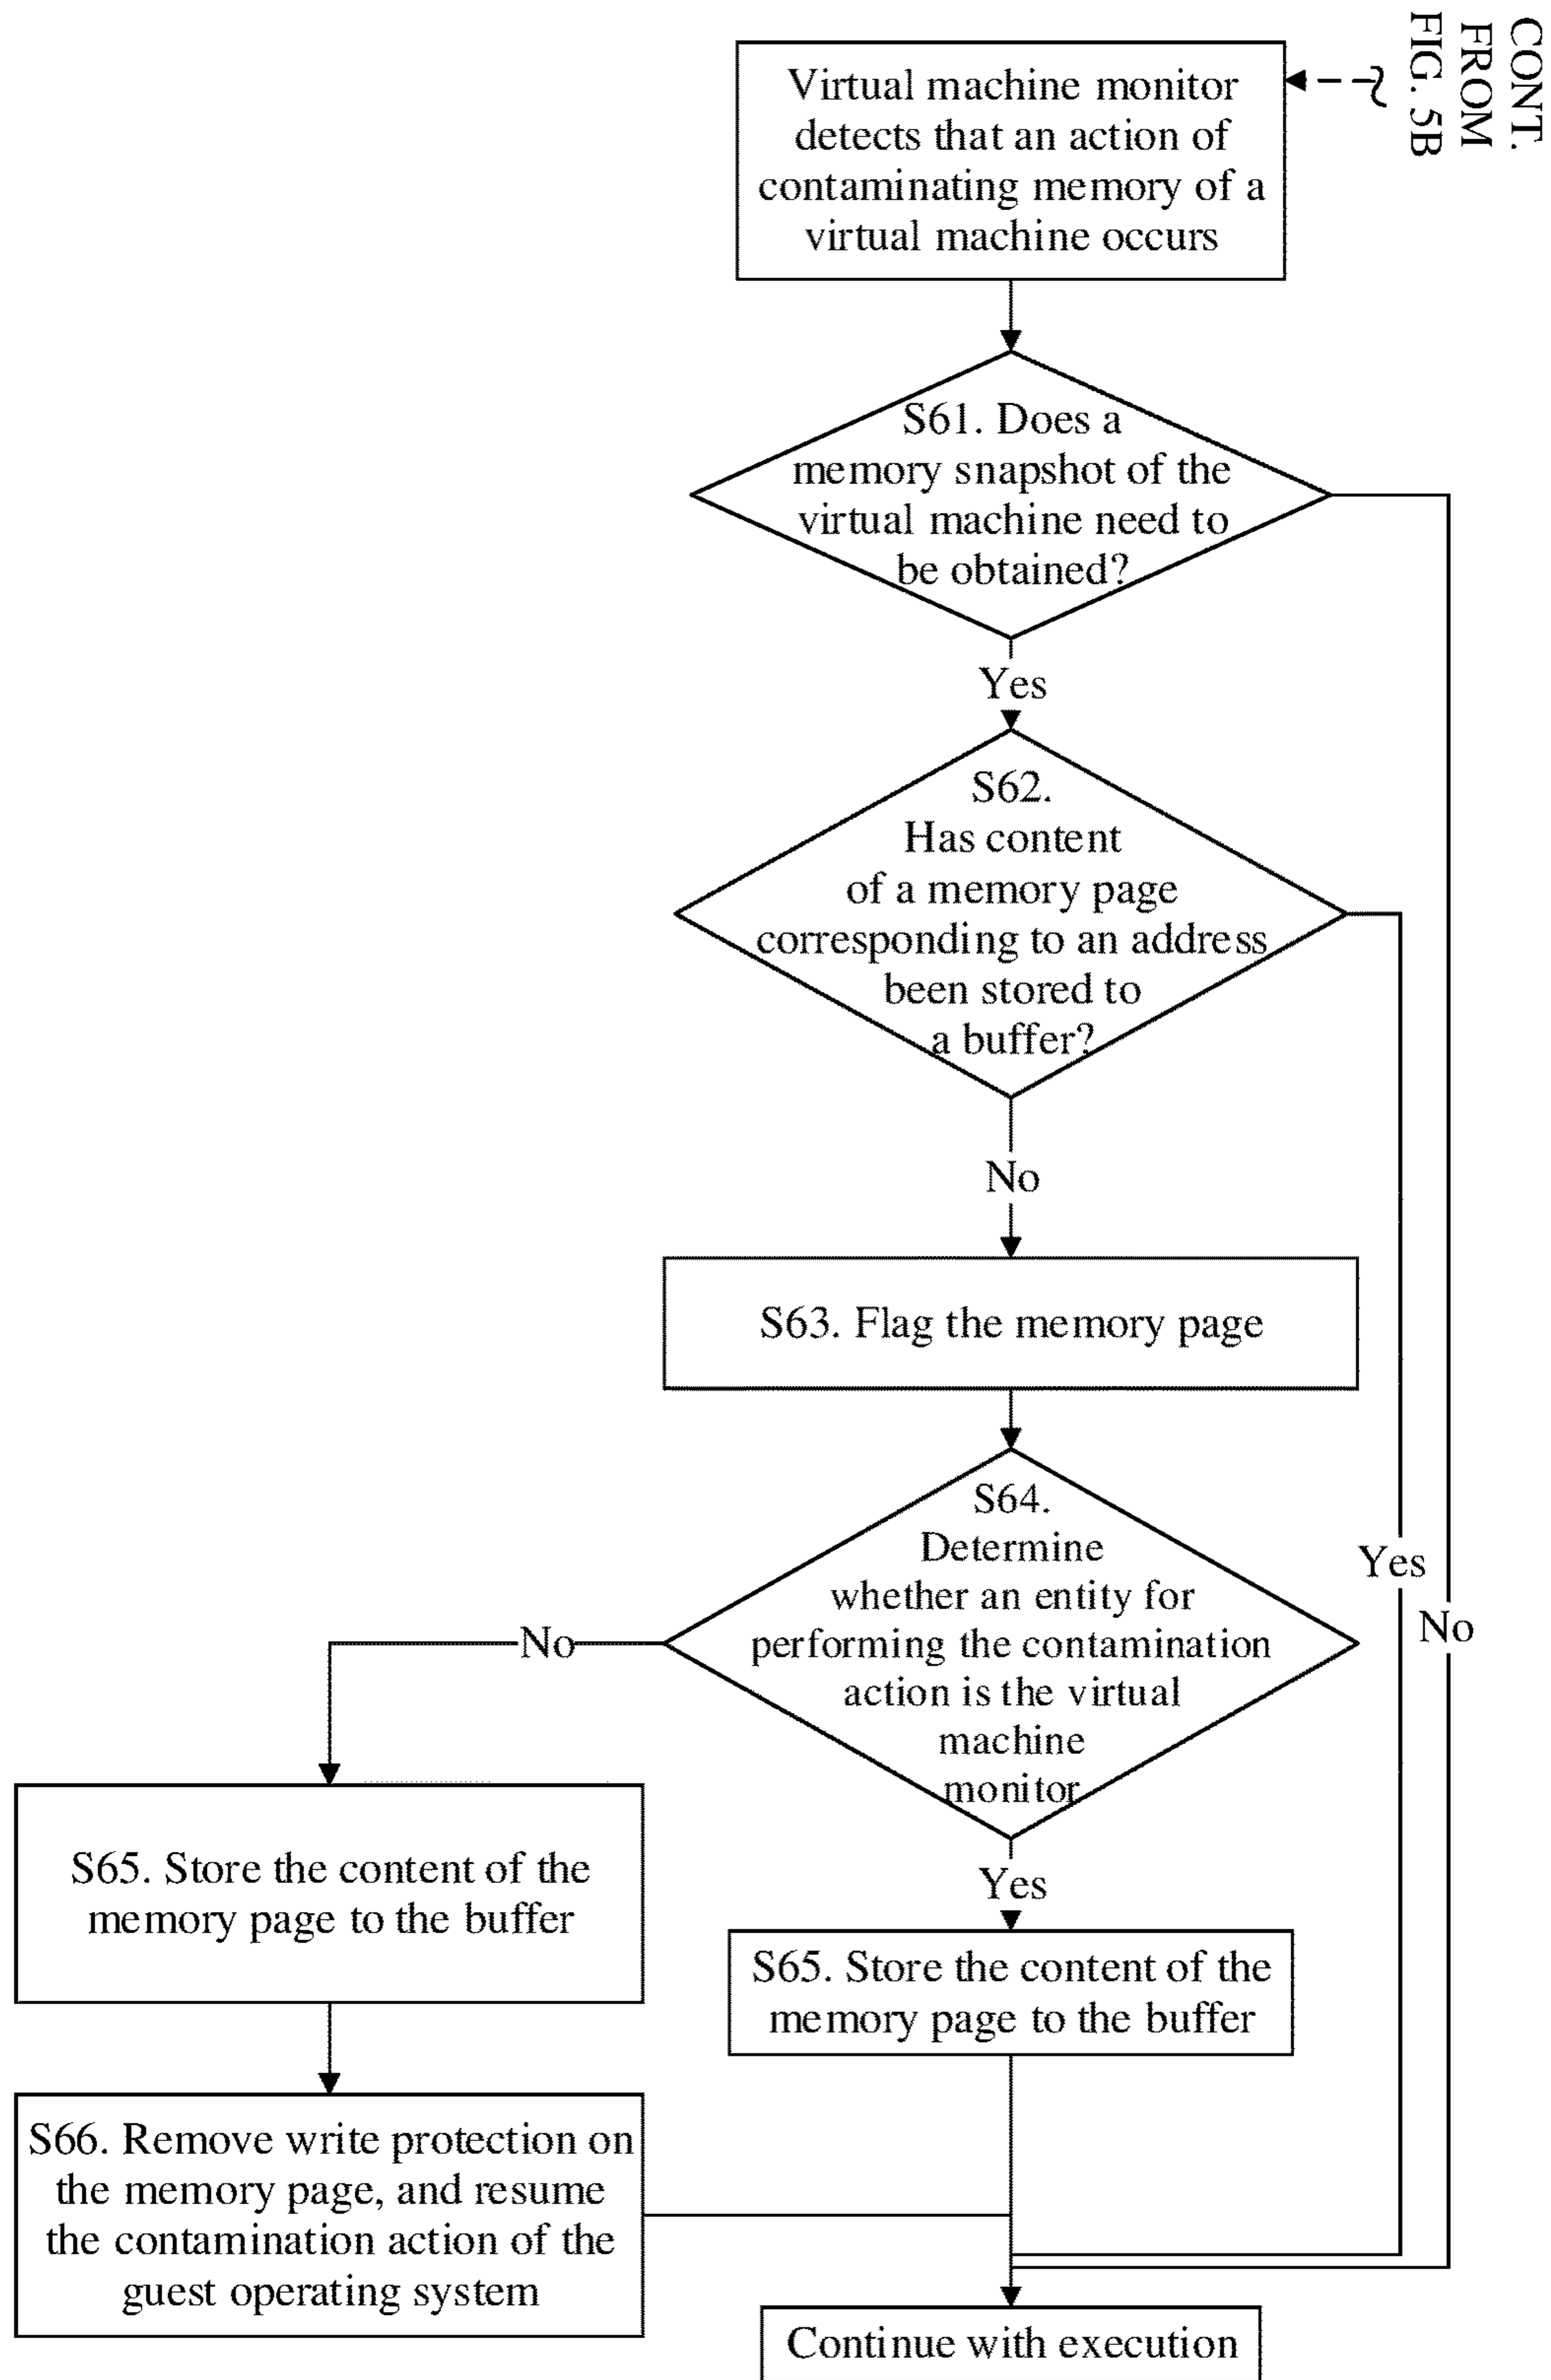 CONT.
FROM
FIG. 5B
Virtual machine monitor
detects that an action of
contaminating memory of a
virtual machine occurs
S61. Does a
memory snapshot of the
virtual machine need to
be obtained?
Yes
S62.
Has content
of a memory page
corresponding to an address
been stored to
a buffer?
No
S63. Flag the memory page
S64.
Determine
whether an entity for
performing the contamination
action is the virtual
machine
monitor
Yes
No
No
S65. Store the content of the
memory page to the buffer
Yes
S65. Store the content of the
memory page to the buffer
S66. Remove write protection on
the memory page, and resume
the contamination action of the
guest operating system
Continue with execution